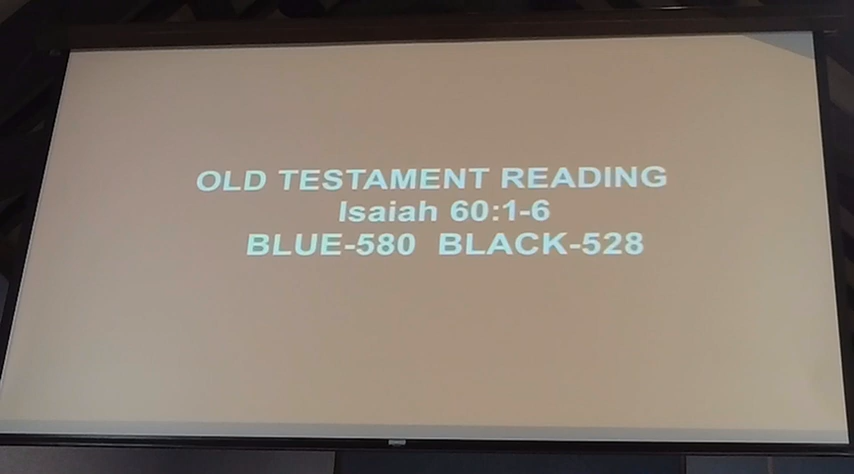 OLD TESTAMENT READING
Isaiah 60:1-6
BLUE-580 BLACK-528